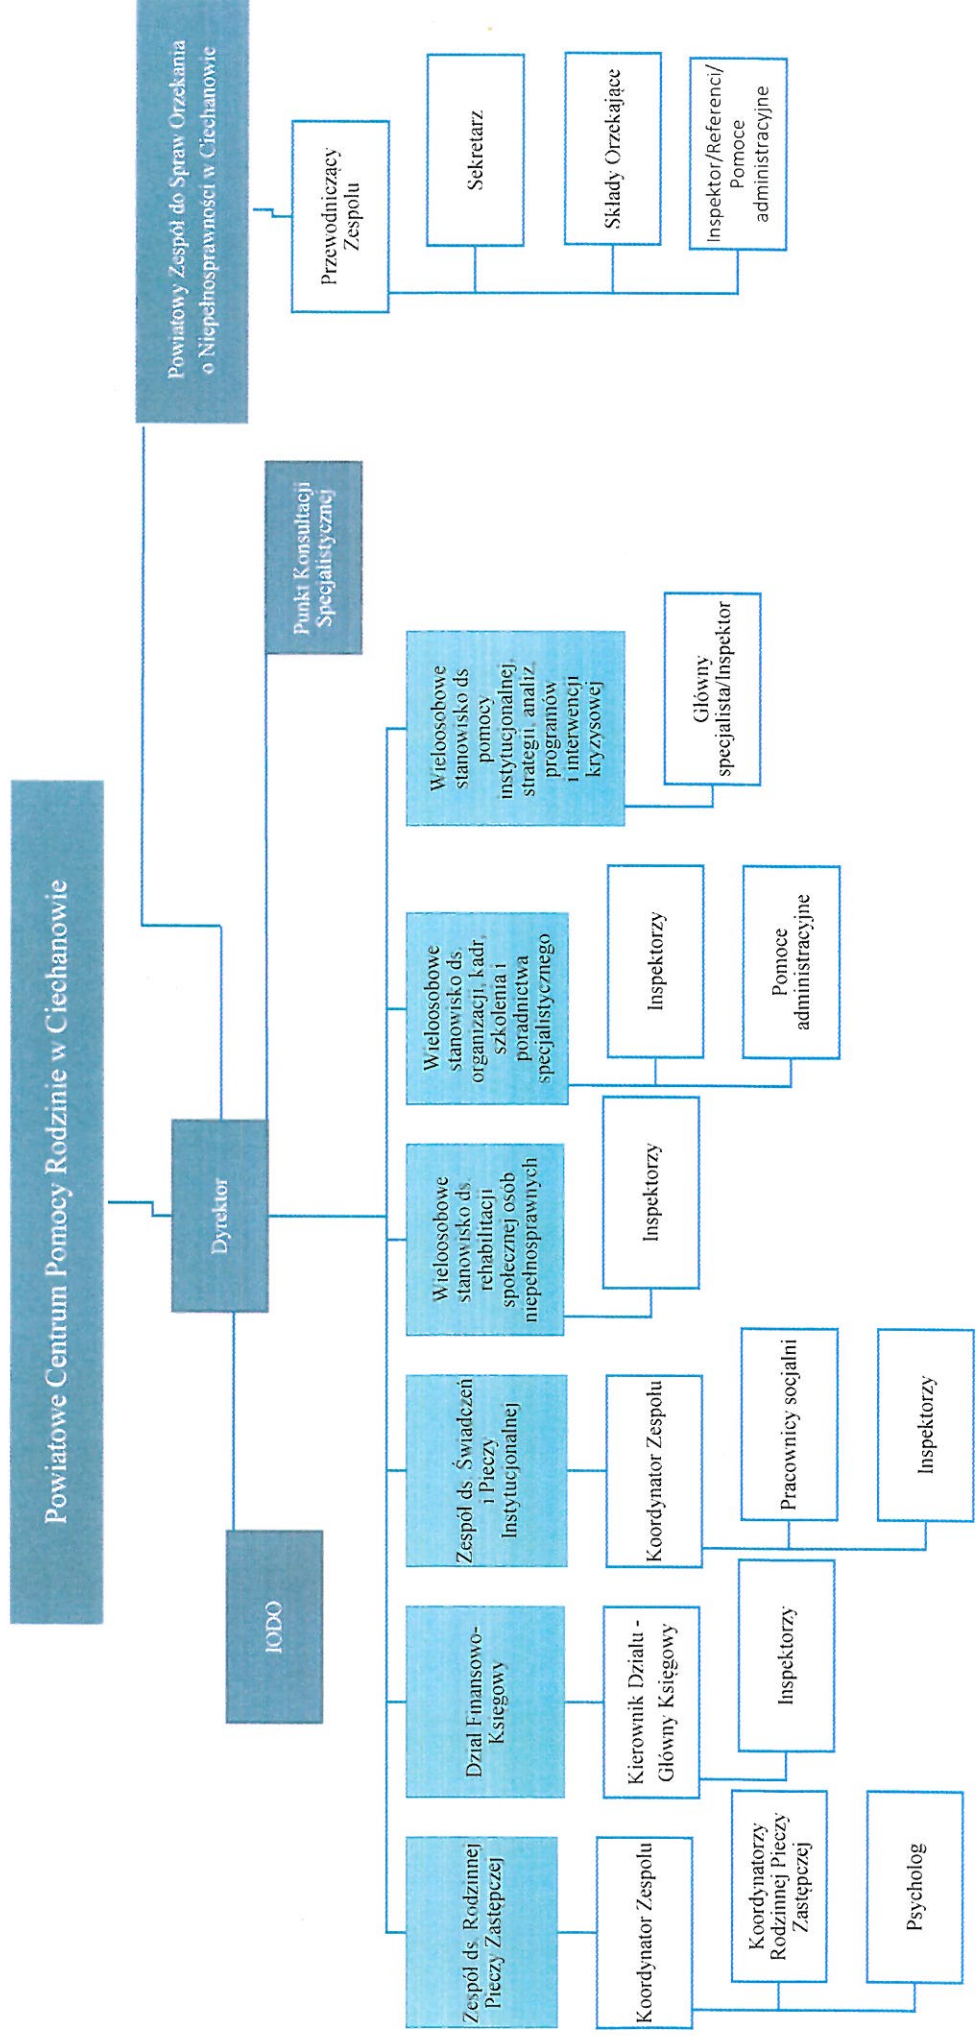 Powiatowe Centrum Pomocy Rodzinie w Ciechanowie
Powiatowy Zespół do Spraw Orzekania
o Niepełnosprawności w Ciechanowie
Dyrektor
IODO
Punkt Konsultacji
Specjalistycznej
Przewodniczący
Zespołu
Sekretarz
Składy Orzekające
Inspektor/Referenci/
Pomoce
administracyjne
Zespół ds. Rodzinnej
Pieczy Zastępczej
Koordynator Zespołu
Koordynatorzy
Rodzinnej Pieczy
Zastępczej
Psycholog
Dział Finansowo-
Księgowy
Kierownik Działu -
Główny Księgowy
Inspektorzy
Zespół ds. Świadczeń
i Pieczy
Instytucjonalnej
Koordynator Zespołu
Pracownicy socjalni
Inspektorzy
Wieloosobowe
stanowisko ds.
rehabilitacji
społecznej osób
niepełnosprawnych
Inspektorzy
Wieloosobowe
stanowisko ds.
organizacji, kadr,
szkolenia i
poradnictwa
specjalistycznego
Inspektorzy
Pomoce
administracyjne
Wieloosobowe
stanowisko ds
pomocy
instytucjonalnej,
strategii, analiz,
programów
i interwencji
kryzysowej
Główny
specjalista/Inspektor